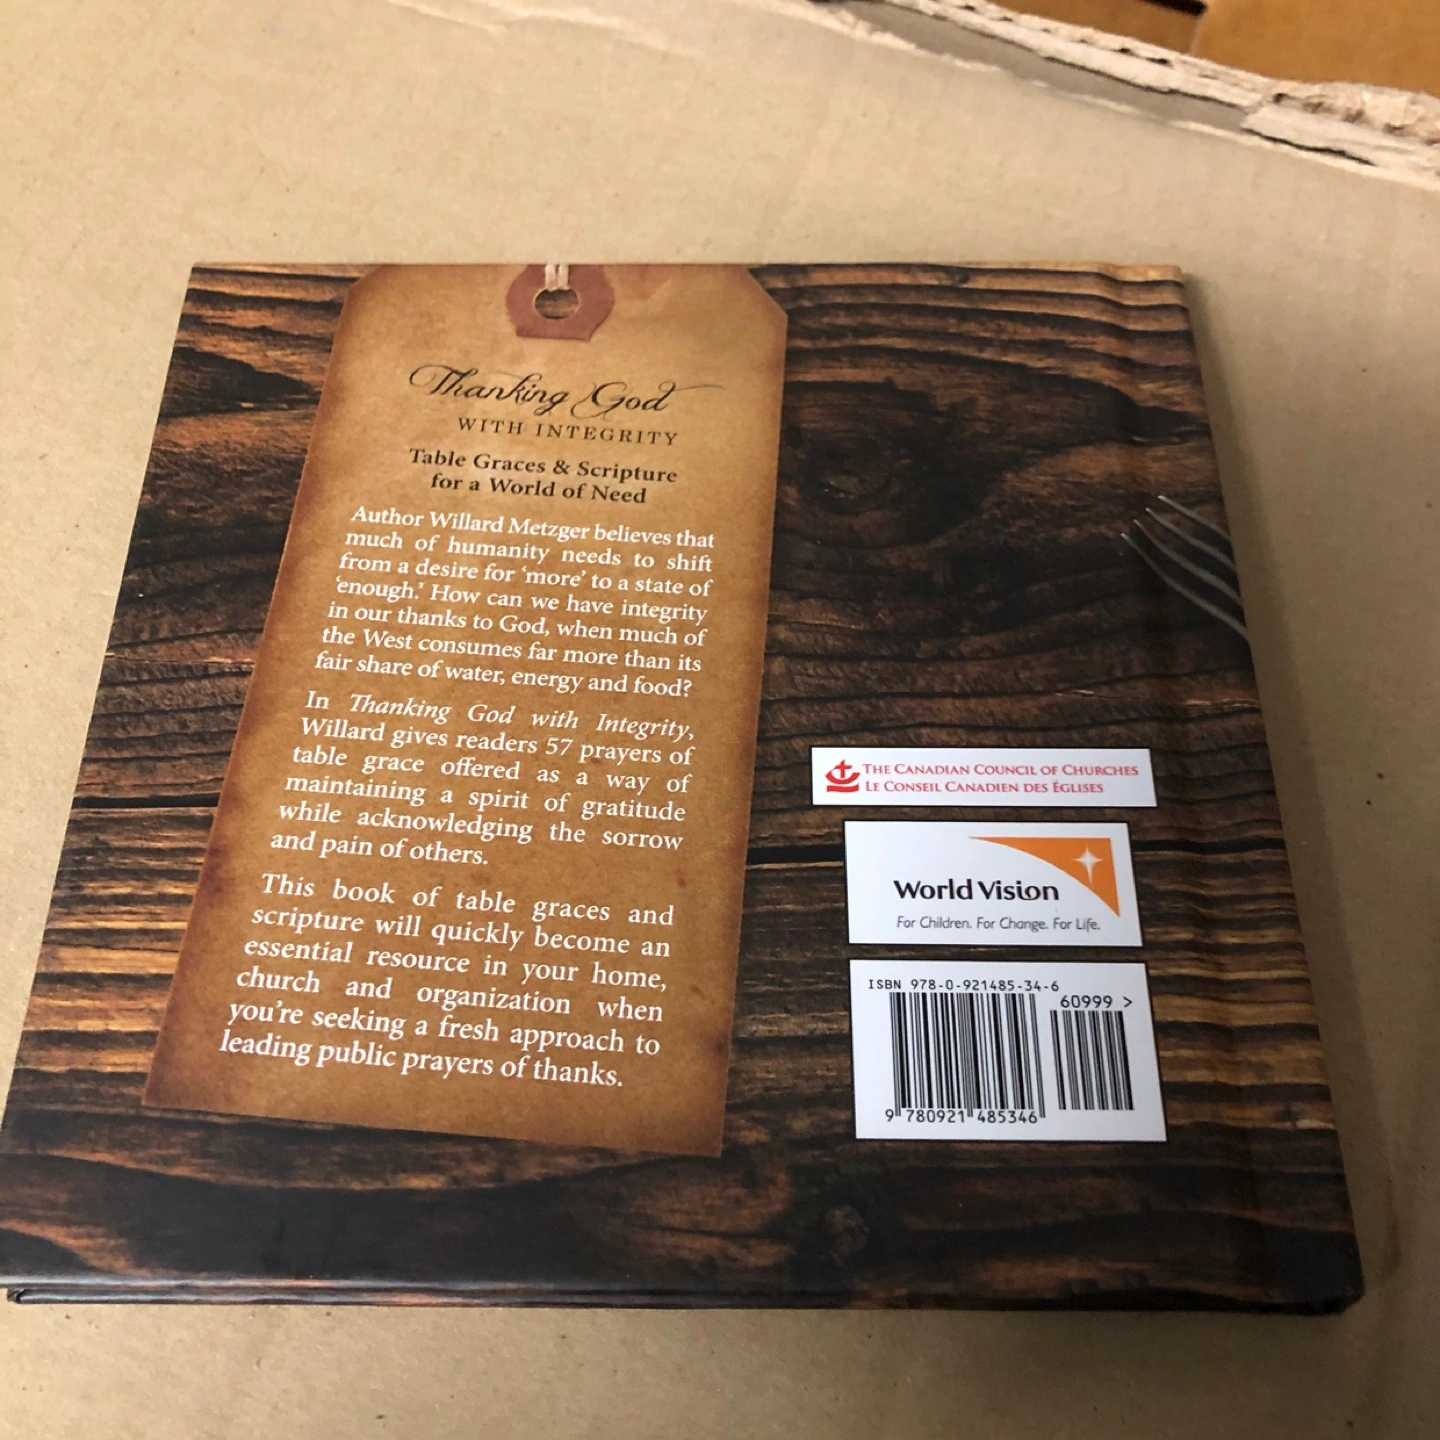 Thanking God
WITH INTEGRITY
Table Graces & Scripture
for a World of Need
Author Willard Metzger believes that
much of humanity needs to shift
from a desire for ‘more’ to a state of
‘enough.’ How can we have integrity
in our thanks to God, when much of
the West consumes far more than its
fair share of water, energy and food?
In Thanking God with Integrity,
Willard gives readers 57 prayers of
table grace offered as a way of
maintaining a spirit of gratitude
while acknowledging the sorrow
and pain of others.
This book of table graces and
scripture will quickly become an
essential resource in your home,
church and organization when
you’re seeking a fresh approach to
leading public prayers of thanks.
THE CANADIAN COUNCIL OF CHURCHES
LE CONSEIL CANADIEN DES ÉGLISES
World Vision
For Children. For Change. For Life.
ISBN 978-0-921485-34-6
60999 >
9 780921 485346